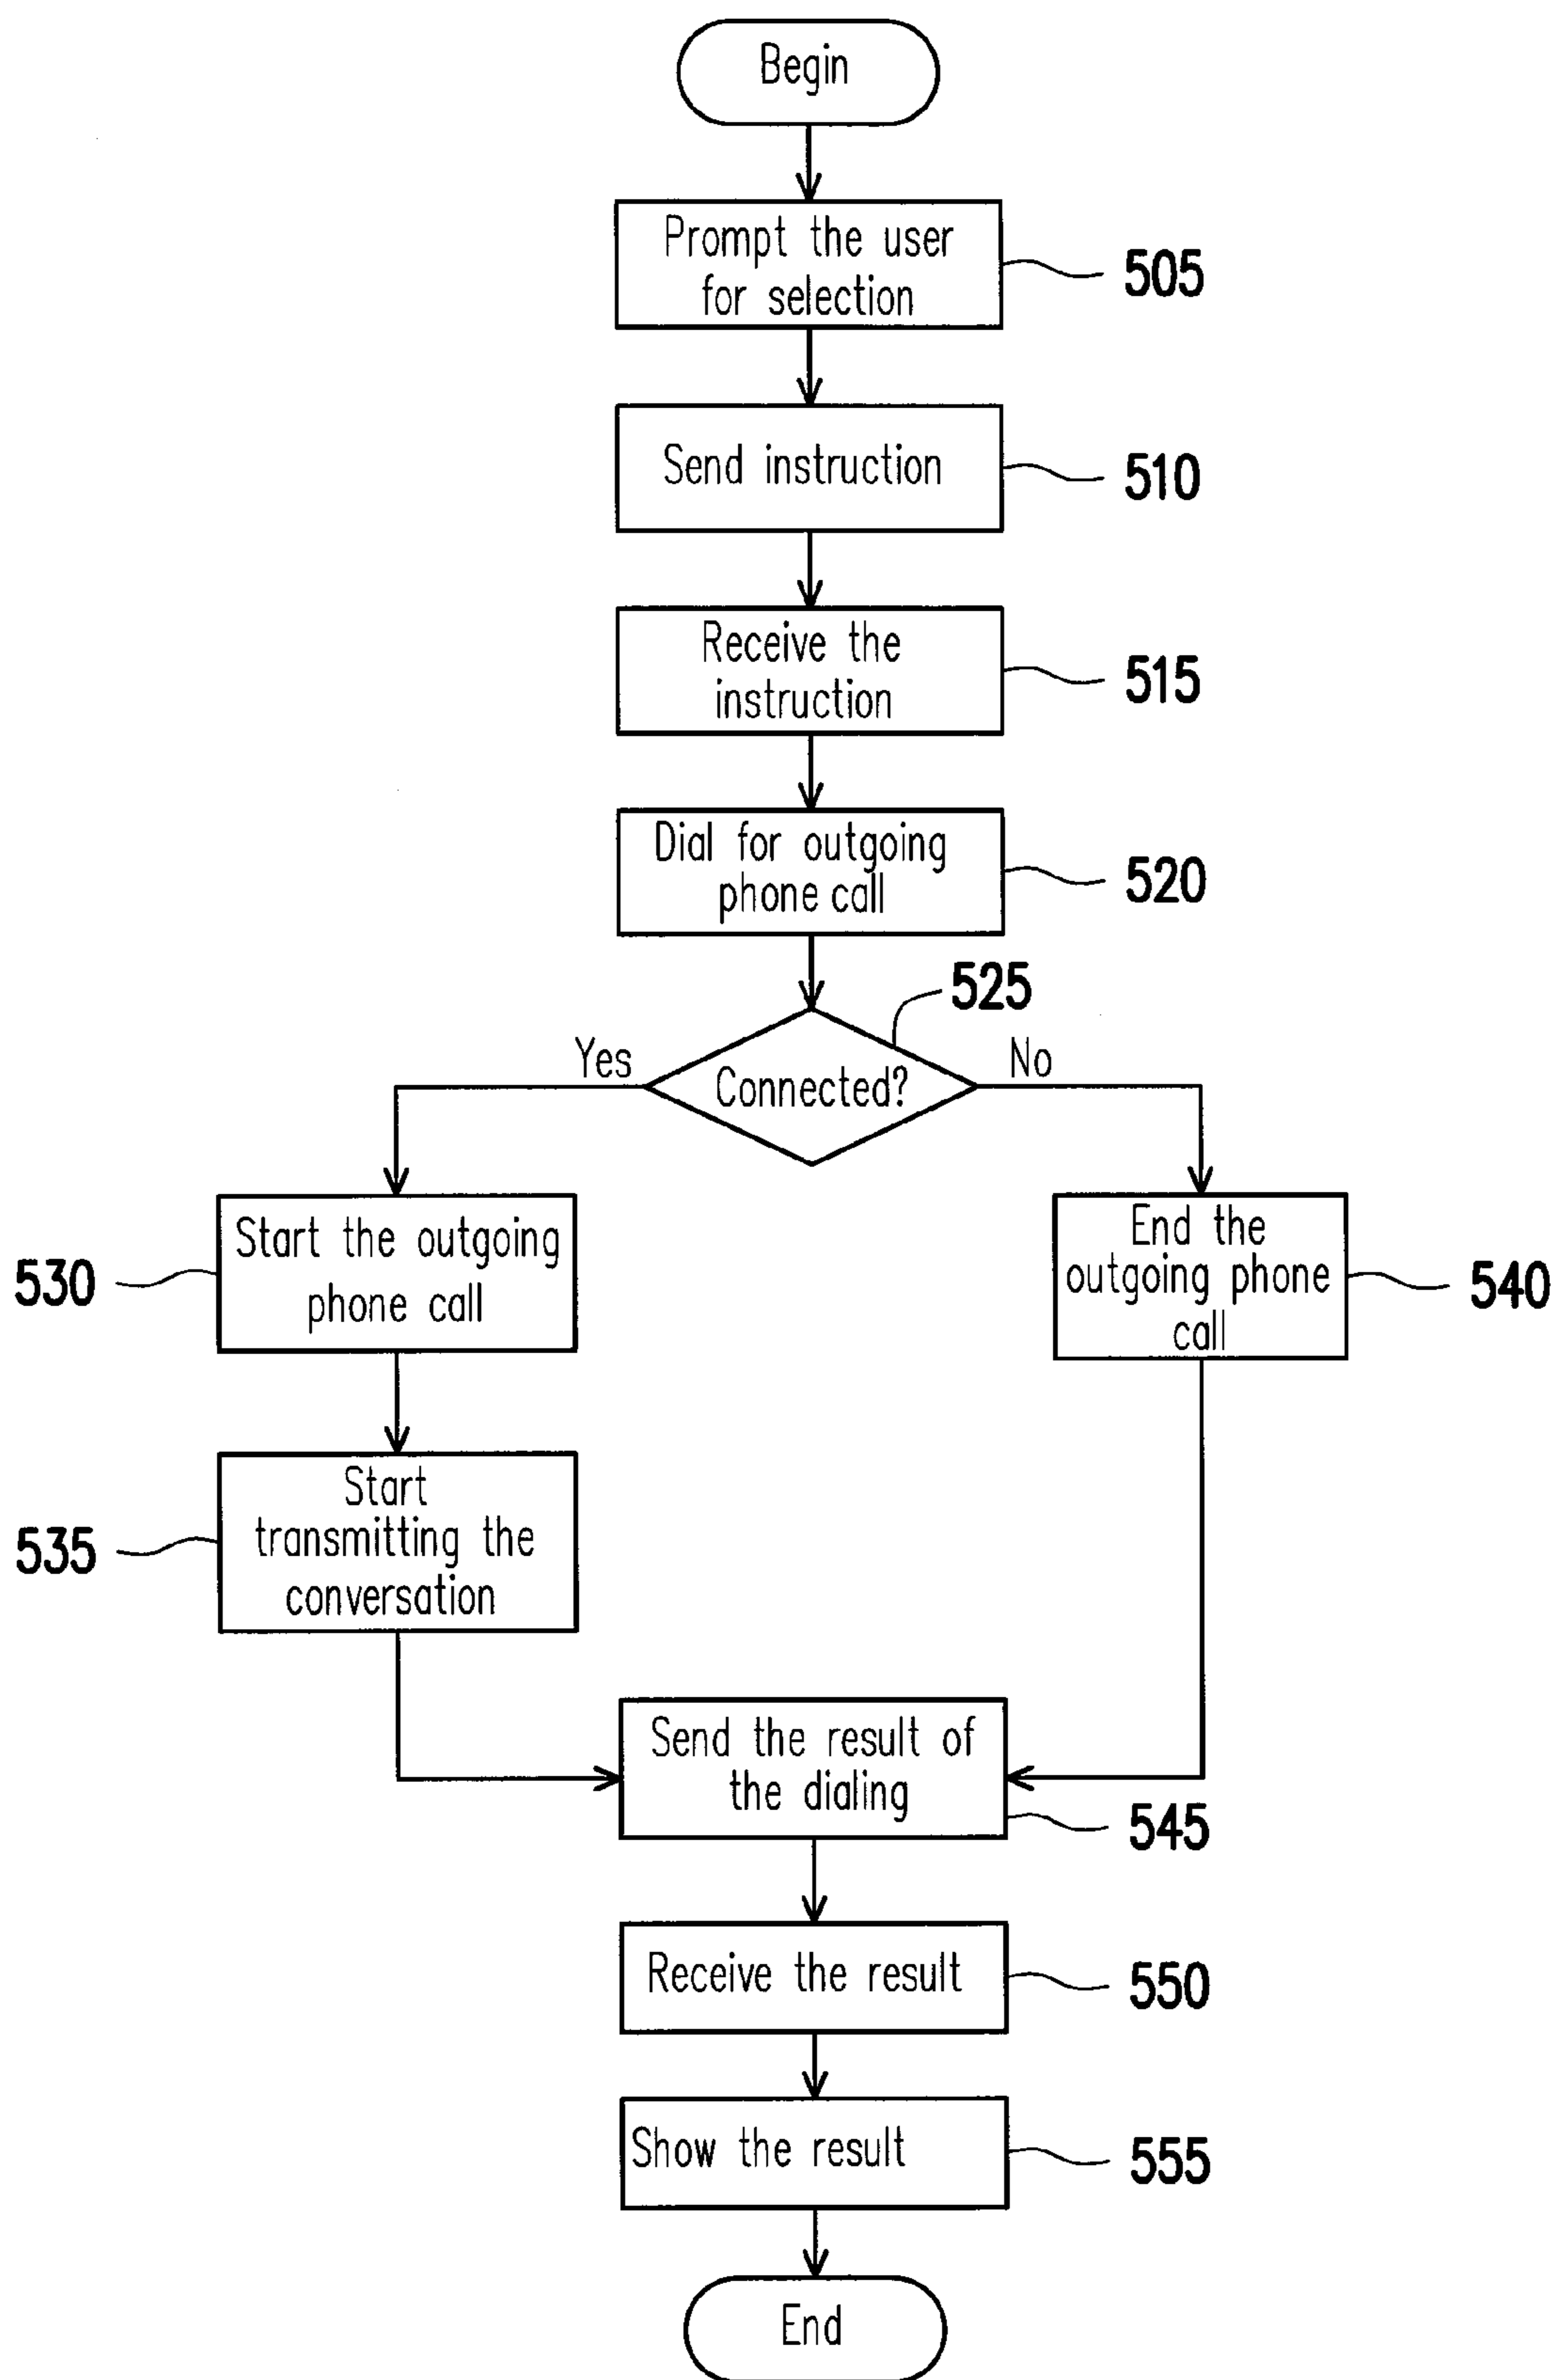 Begin
Prompt the user
for selection
505
Send instruction
510
Receive the
instruction
515
Dial for outgoing
phone call
520
525
Yes
Connected?
No
Start the outgoing
phone call
530
End the
outgoing phone
call
540
Start
transmitting the
conversation
535
Send the result of
the dialing
545
Receive the result
550
Show the result
555
End